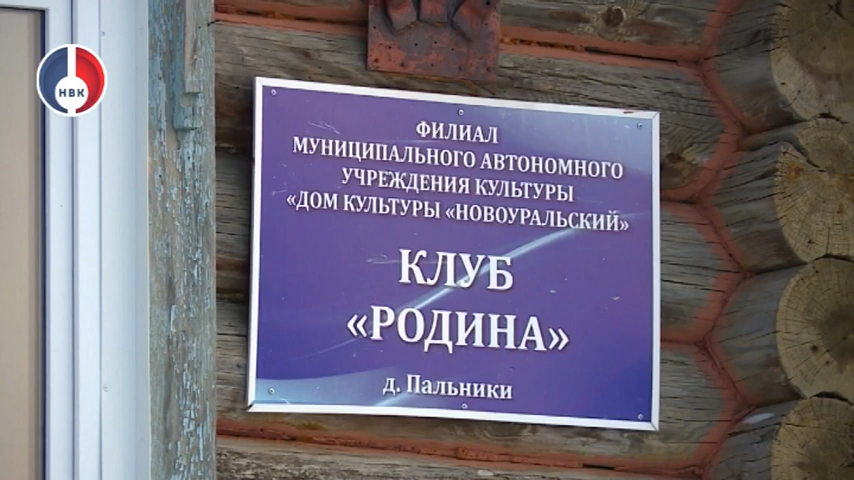 НВК
ФИЛИАЛ
МУНИЦИПАЛЬНОГО АВТОНОМНОГО
УЧРЕЖДЕНИЯ КУЛЬТУРЫ
«ДОМ КУЛЬТУРЫ «НОВОУРАЛЬСКИЙ»
КЛУБ
«РОДИНА»
д. Пальники